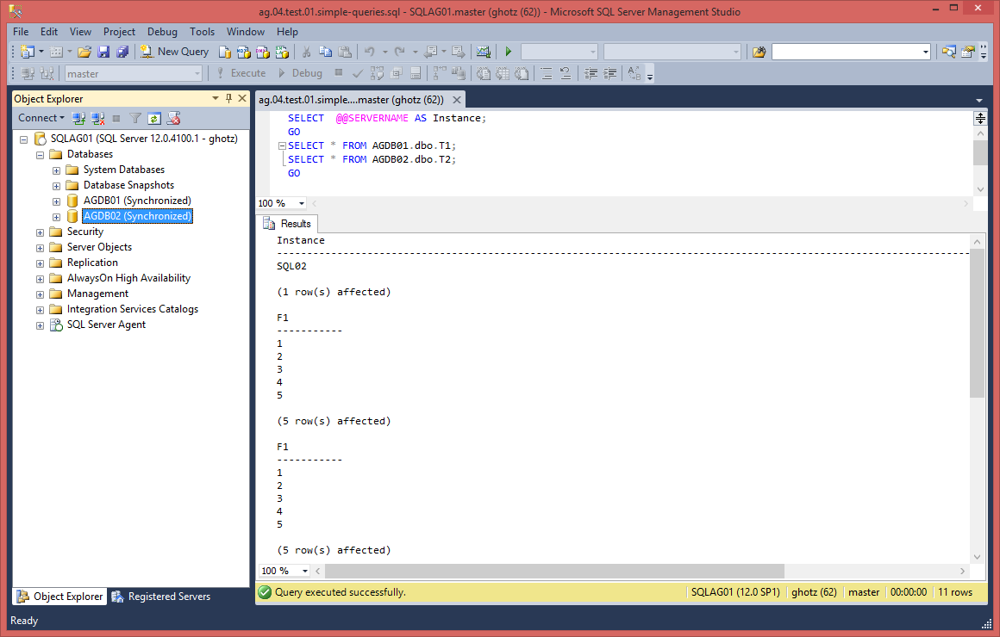 ag.04.test.01.simple-queries.sql - SQLAG01.master (ghotz (62)) - Microsoft SQL Server Management Studio
File Edit View Project Debug Tools Window Help
New Query
master Execute Debug
Object Explorer
Connect
SQLAG01 (SQL Server 12.0.4100.1 - ghotz)
Databases
System Databases
Database Snapshots
AGDB01 (Synchronized)
AGDB02 (Synchronized)
Security
Server Objects
Replication
AlwaysOn High Availability
Management
Integration Services Catalogs
SQL Server Agent
Object Explorer Registered Servers
ag.04.test.01.simple....master (ghotz (62))
SELECT @@SERVERNAME AS Instance;
GO
SELECT * FROM AGDB01.dbo.T1;
SELECT * FROM AGDB02.dbo.T2;
GO
100 %
Results
Instance
SQL02
(1 row(s) affected)
F1
-----------
1
2
3
4
5
(5 row(s) affected)
F1
-----------
1
2
3
4
5
(5 row(s) affected)
100 %
Query executed successfully. SQLAG01 (12.0 SP1) ghotz (62) master 00:00:00 11 rows
Ready